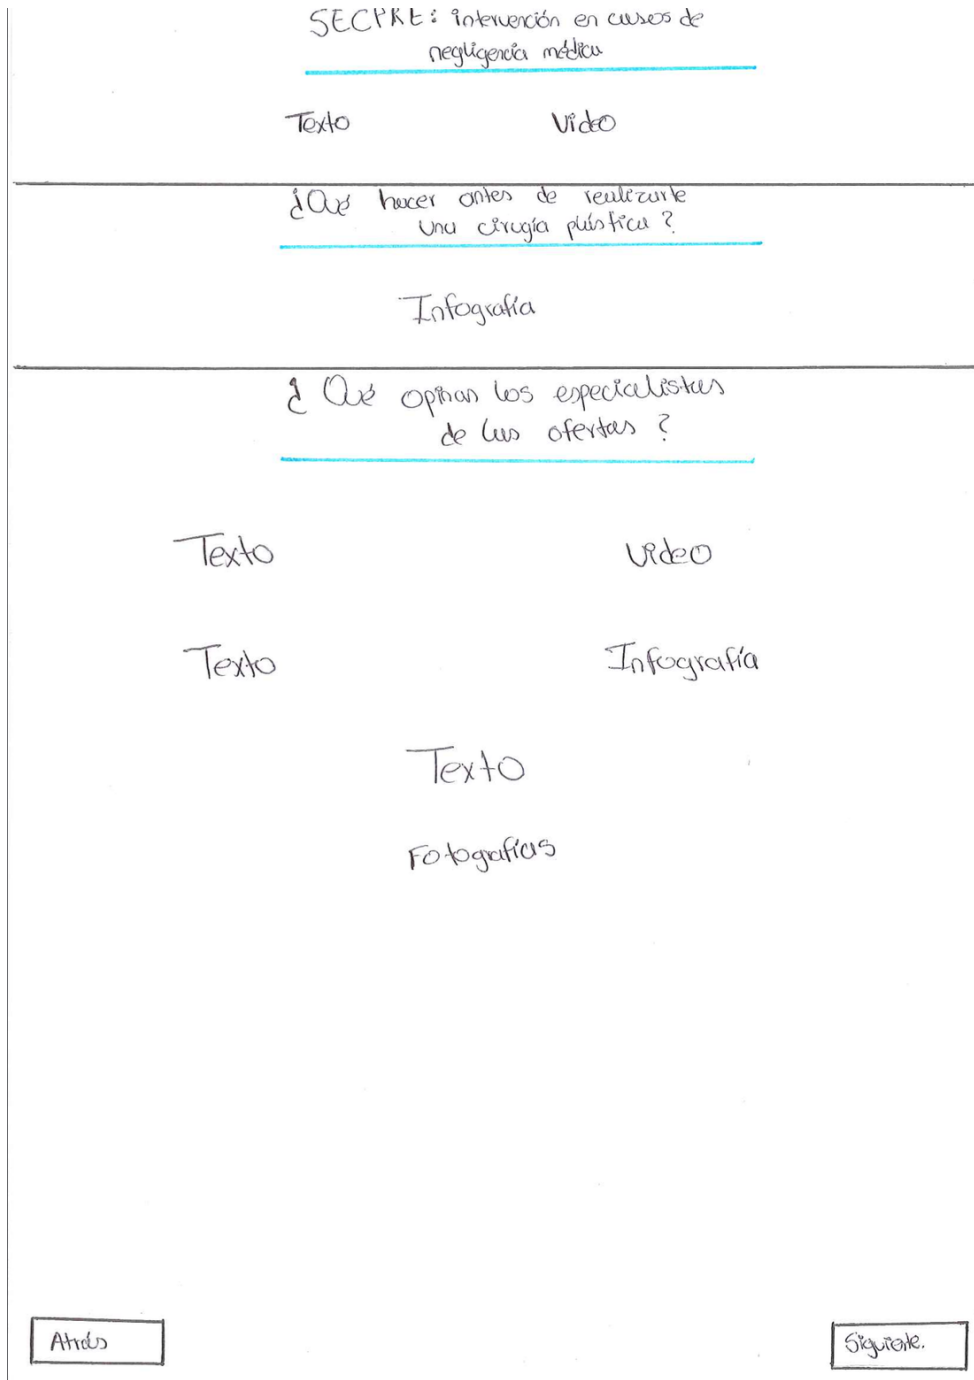 SECPRE: intervención en casos de
negligencia médica
Texto Video
¿Qué hacer antes de realizarte
una cirugía plástica?
Infografía
¿Qué opinan los especialistas
de las ofertas?
Texto Video
Texto Infografía
Texto
Fotografías
Atrás Siguiente.